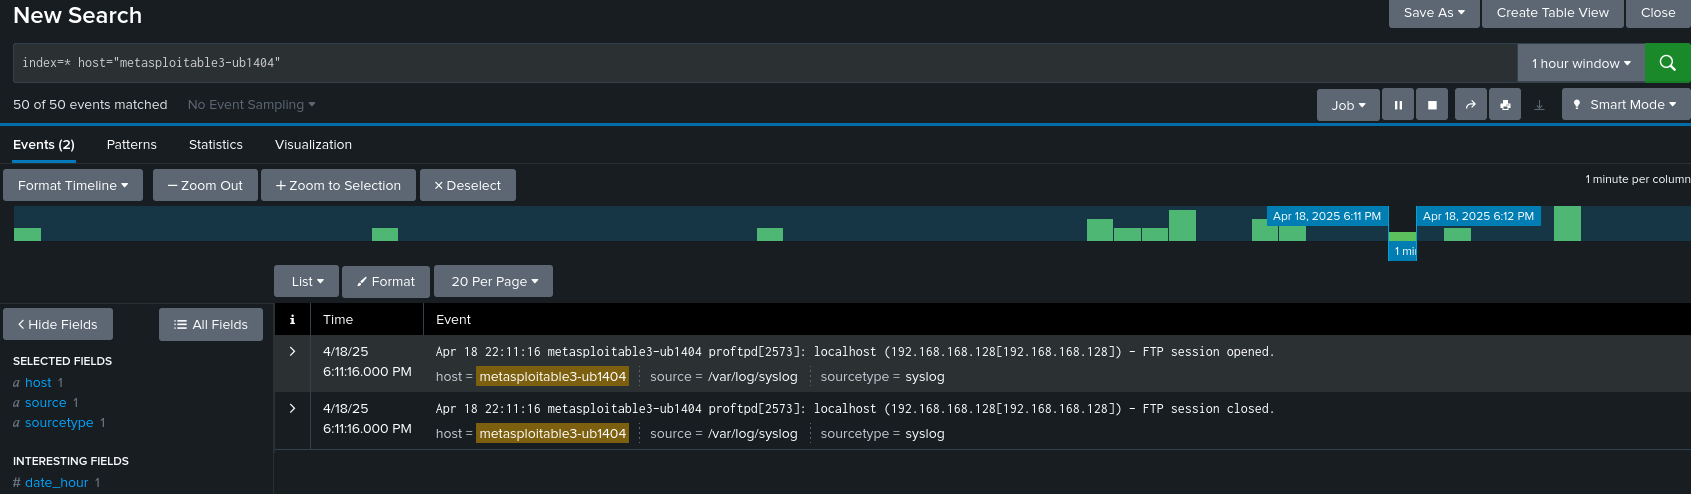 New Search
Save As
Create Table View
Close
index=* host="metasploitable3-ub1404"
1 hour window
50 of 50 events matched
No Event Sampling
Job
Smart Mode
Events (2)
Patterns
Statistics
Visualization
Format Timeline
— Zoom Out
+ Zoom to Selection
× Deselect
1 minute per column
Apr 18, 2025 6:11 PM
Apr 18, 2025 6:12 PM
1 mi
List
Format
20 Per Page
< Hide Fields
All Fields
i
Time
Event
SELECTED FIELDS
a host 1
a source 1
a sourcetype 1
INTERESTING FIELDS
# date_hour 1
4/18/25
6:11:16.000 PM
Apr 18 22:11:16 metasploitable3-ub1404 proftpd[2573]: localhost (192.168.168.128[192.168.168.128]) - FTP session opened.
host = metasploitable3-ub1404 source = /var/log/syslog sourcetype = syslog
4/18/25
6:11:16.000 PM
Apr 18 22:11:16 metasploitable3-ub1404 proftpd[2573]: localhost (192.168.168.128[192.168.168.128]) - FTP session closed.
host = metasploitable3-ub1404 source = /var/log/syslog sourcetype = syslog